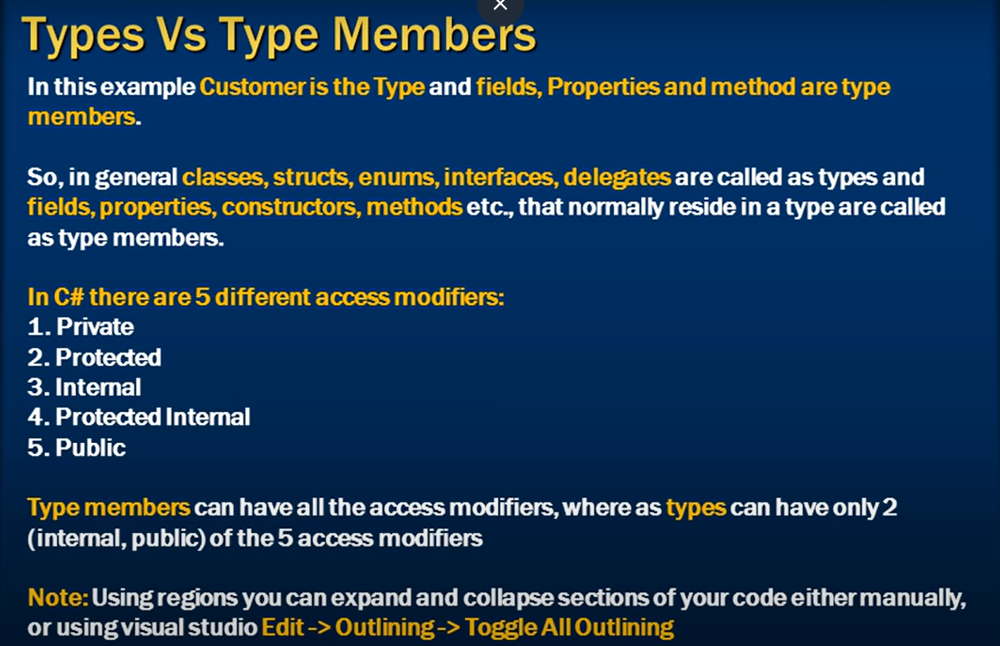 Types Vs Type Members
In this example Customer is the Type and fields, Properties and method are type
members.
So, in general classes, structs, enums, interfaces, delegates are called as types and
fields, properties, constructors, methods etc., that normally reside in a type are called
as type members.
In C# there are 5 different access modifiers:
1. Private
2. Protected
3. Internal
4. Protected Internal
5. Public
Type members can have all the access modifiers, where as types can have only 2
(internal, public) of the 5 access modifiers
Note: Using regions you can expand and collapse sections of your code either manually,
or using visual studio Edit -> Outlining -> Toggle All Outlining